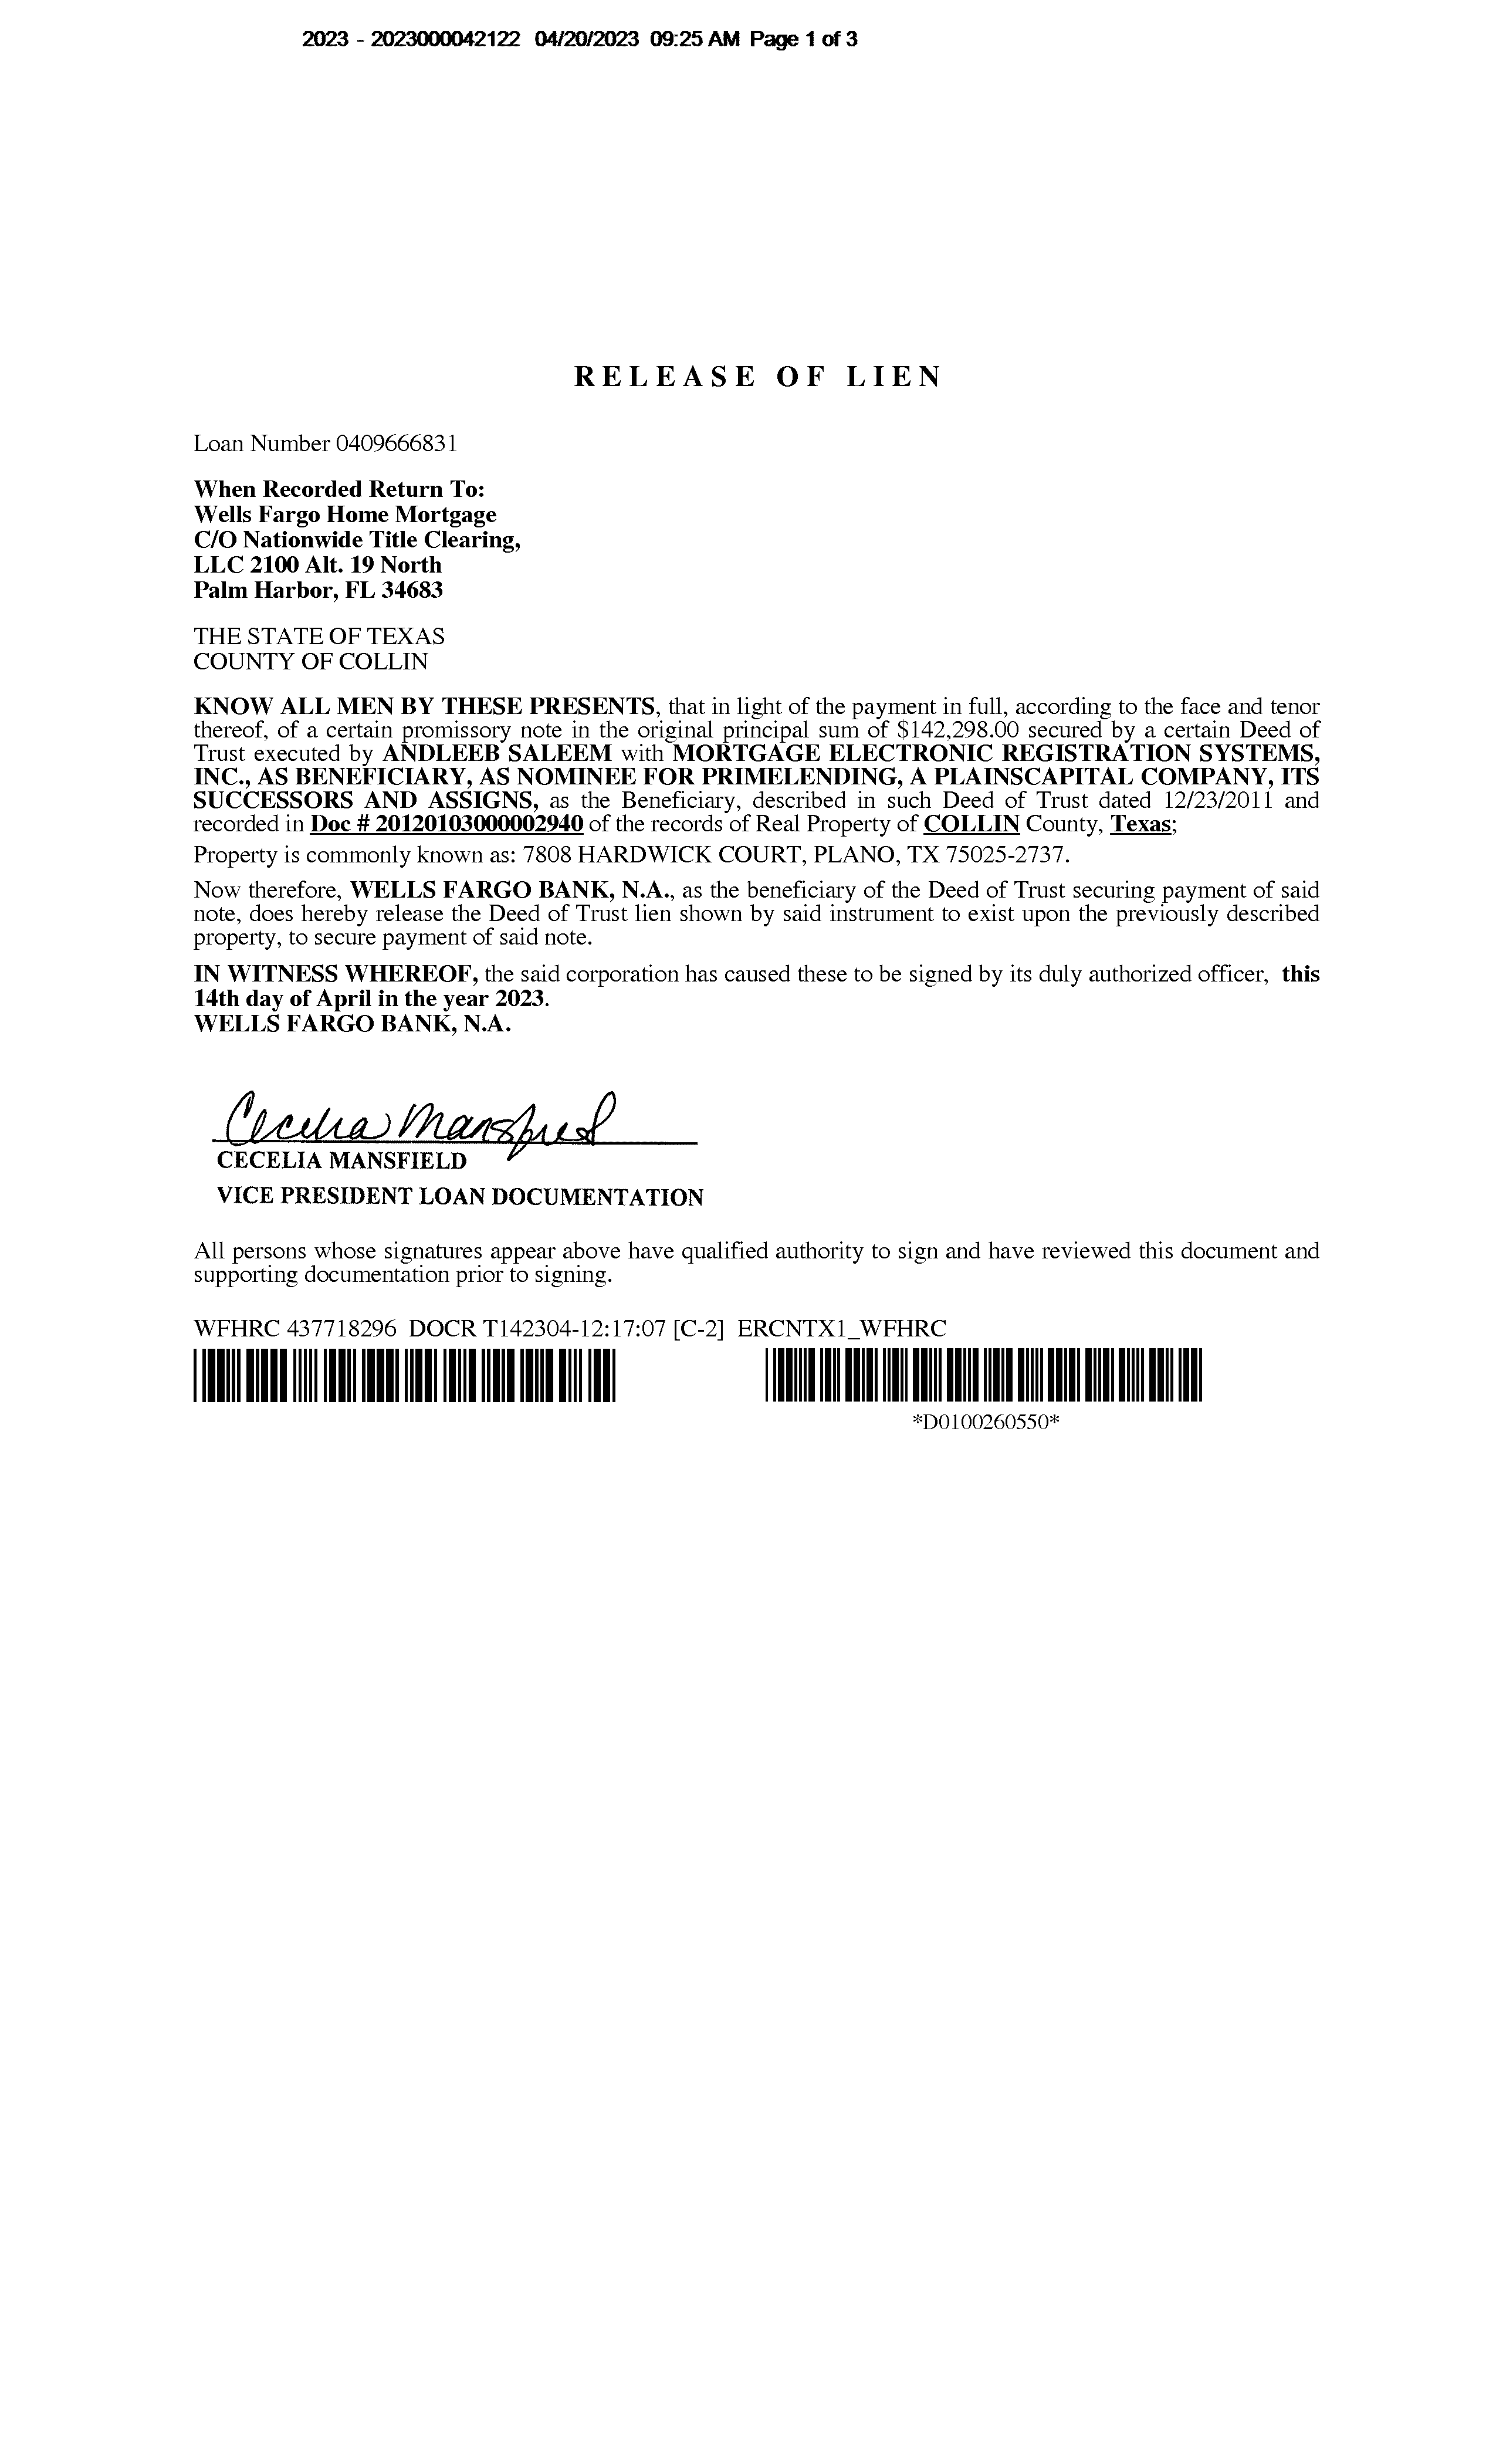 2023 - 2023000042122 04/20/2023 09:25 AM Page 1 of 3
RELEASE OF LIEN
Loan Number 0409666831
When Recorded Return To:
Wells Fargo Home Mortgage
C/O Nationwide Title Clearing,
LLC 2100 Alt. 19 North
Palm Harbor, FL 34683
THE STATE OF TEXAS
COUNTY OF COLLIN
KNOW ALL MEN BY THESE PRESENTS, that in light of the payment in full, according to the face and tenor
thereof, of a certain promissory note in the original principal sum of $142,298.00 secured by a certain Deed of
Trust executed by ANDLEEB SALEEM with MORTGAGE ELECTRONIC REGISTRATION SYSTEMS,
INC., AS BENEFICIARY, AS NOMINEE FOR PRIMELENDING, A PLAINSCAPITAL COMPANY, ITS
SUCCESSORS AND ASSIGNS, as the Beneficiary, described in such Deed of Trust dated 12/23/2011 and
recorded in Doc # 20120103000002940 of the records of Real Property of COLLIN County, Texas;
Property is commonly known as: 7808 HARDWICK COURT, PLANO, TX 75025-2737.
Now therefore, WELLS FARGO BANK, N.A., as the beneficiary of the Deed of Trust securing payment of said
note, does hereby release the Deed of Trust lien shown by said instrument to exist upon the previously described
property, to secure payment of said note.
IN WITNESS WHEREOF, the said corporation has caused these to be signed by its duly authorized officer, this
14th day of April in the year 2023.
WELLS FARGO BANK, N.A.
Cecelia Mansfield
CECELIA MANSFIELD
VICE PRESIDENT LOAN DOCUMENTATION
All persons whose signatures appear above have qualified authority to sign and have reviewed this document and
supporting documentation prior to signing.
WFHRC 437718296 DOCR T142304-12:17:07 [C-2] ERCNTX1_WFHRC
*D0100260550*